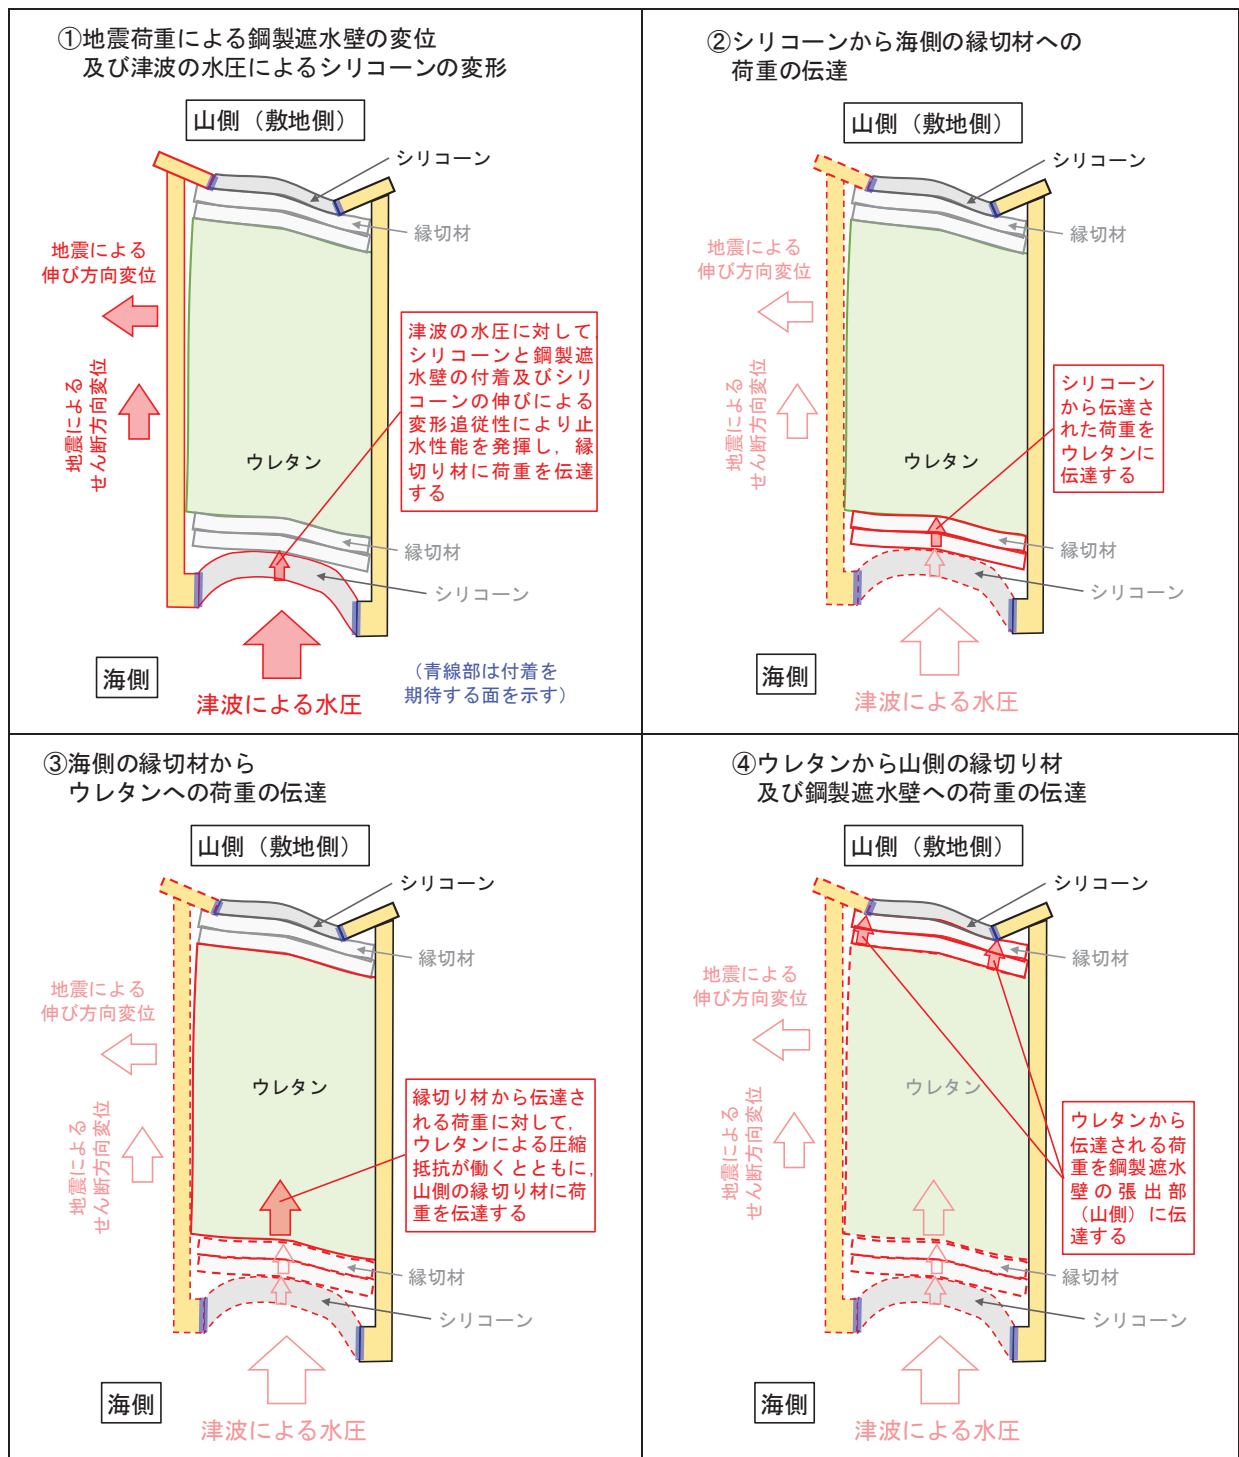 ①地震荷重による鋼製遮水壁の変位
及び津波の水圧によるシリコーンの変形
山側（敷地側）
シリコーン
縁切材
地震による
伸び方向変位
地震による
せん断方向変位
津波の水圧に対して,
シリコーンと鋼製遮
水壁の付着及びシリ
コーンの伸びによる
変形追従性により止
水性能を発揮し，縁
切り材に荷重を伝達
する
ウレタン
縁切材
シリコーン
海側
津波による水圧
（青線部は付着を
期待する面を示す）
②シリコーンから海側の縁切材への
荷重の伝達
山側（敷地側）
シリコーン
縁切材
地震による
伸び方向変位
地震による
せん断方向変位
シリコーン
から伝達さ
れた荷重を
ウレタンに
伝達する
ウレタン
縁切材
シリコーン
海側
津波による水圧
③海側の縁切材から
ウレタンへの荷重の伝達
山側（敷地側）
シリコーン
縁切材
地震による
伸び方向変位
地震による
せん断方向変位
ウレタン
縁切り材から伝達さ
れる荷重に対して，
ウレタンによる圧縮
抵抗が働くとともに,
山側の縁切り材に荷
重を伝達する
縁切材
シリコーン
海側
津波による水圧
④ウレタンから山側の縁切り材
及び鋼製遮水壁への荷重の伝達
山側（敷地側）
シリコーン
縁切材
地震による
伸び方向変位
地震による
せん断方向変位
ウレタン
ウレタンから
伝達される荷
重を鋼製遮水
壁の張出部
（山側）に伝
達する
縁切材
シリコーン
海側
津波による水圧